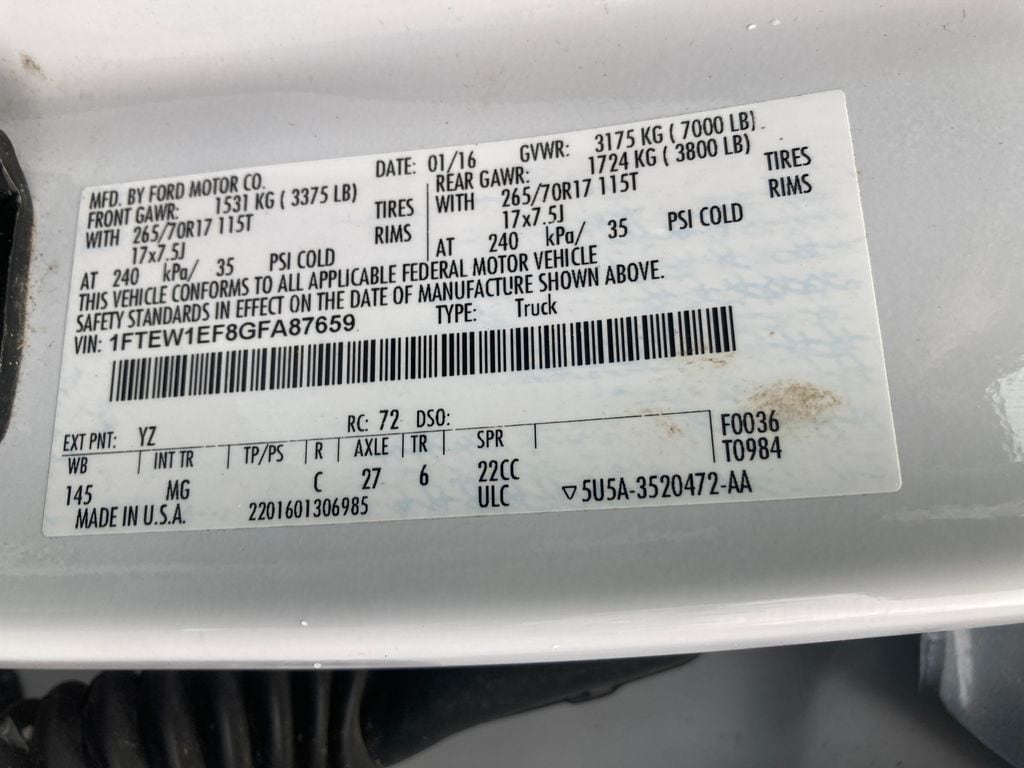 MFD. BY FORD MOTOR CO. DATE: 01/16 GVWR: 3175 KG ( 7000 LB)
FRONT GAWR: 1531 KG ( 3375 LB) REAR GAWR: 1724 KG ( 3800 LB)
WITH 265/70R17 115T TIRES WITH 265/70R17 115T TIRES
17x7.5J RIMS 17x7.5J RIMS
AT 240 kPa/ 35 PSI COLD AT 240 kPa/ 35 PSI COLD
THIS VEHICLE CONFORMS TO ALL APPLICABLE FEDERAL MOTOR VEHICLE
SAFETY STANDARDS IN EFFECT ON THE DATE OF MANUFACTURE SHOWN ABOVE.
VIN: 1FTEW1EF8GFA87659 TYPE: Truck
EXT PNT: YZ RC: 72 DSO: F0036
WB INT TR TP/PS R AXLE TR SPR T0984
145 MG C 27 6 22CC
ULC ▽5U5A-3520472-AA
MADE IN U.S.A. 2201601306985